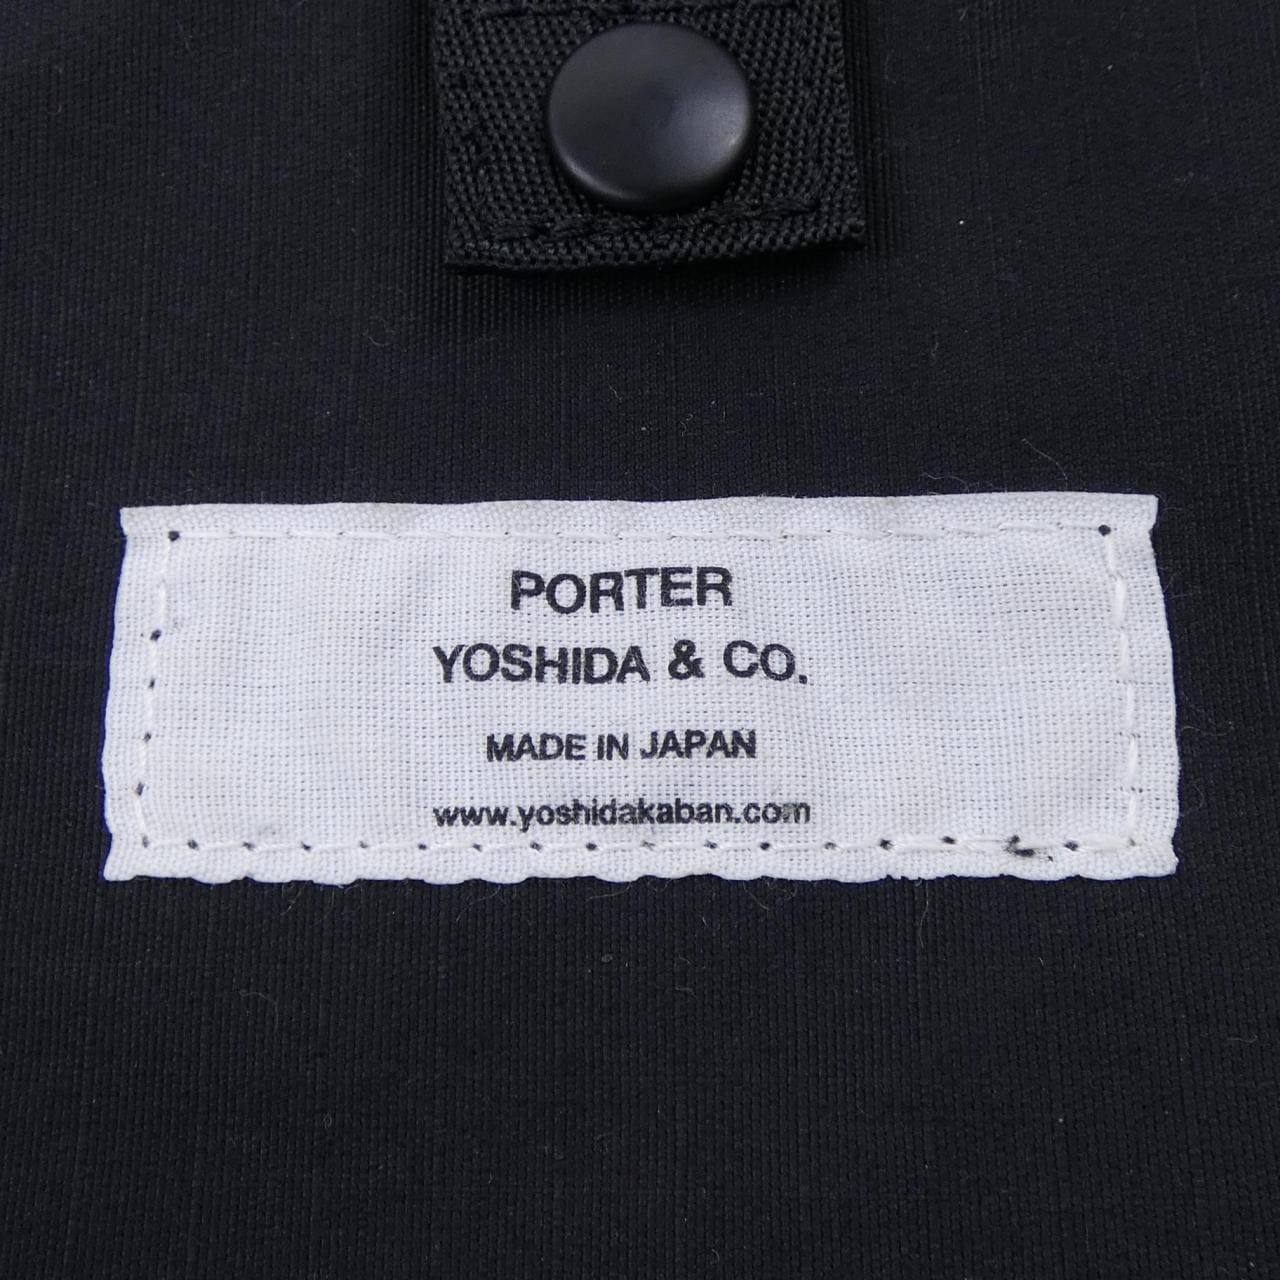 PORTER
YOSHIDA & CO.
MADE IN JAPAN
www.yoshidakaban.com